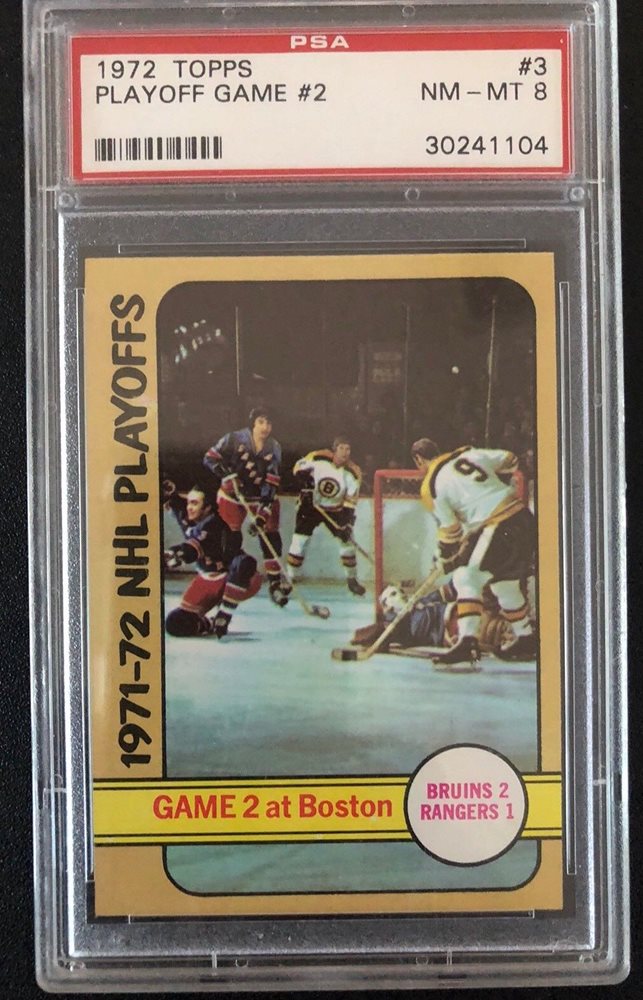 PSA
1972 TOPPS #3
PLAYOFF GAME #2 NM - MT 8
30241104
1971-72 NHL PLAYOFFS
B
9
GAME 2 at Boston
BRUINS 2
RANGERS 1